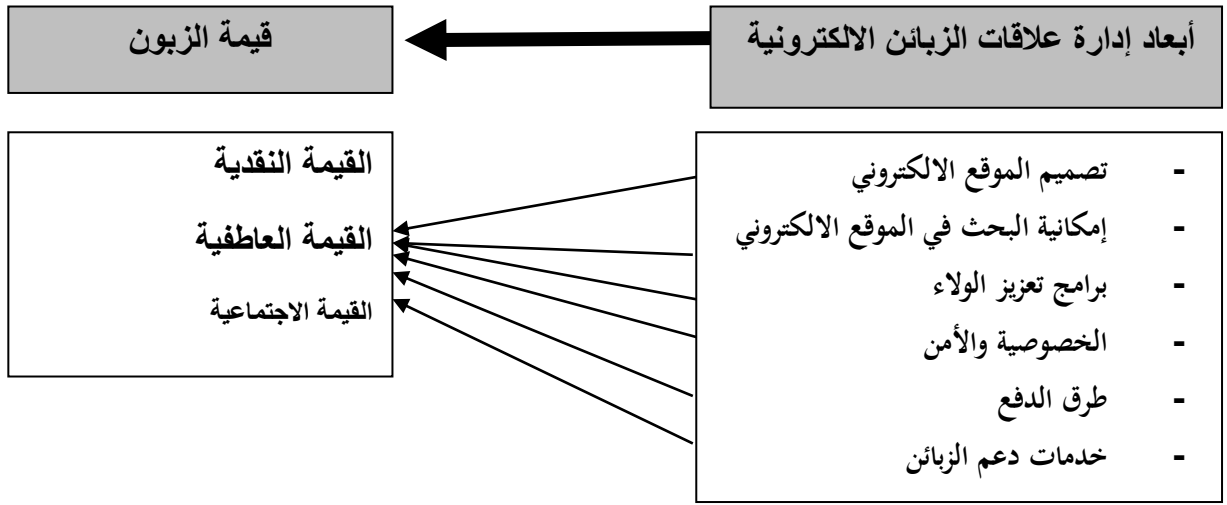 أبعاد إدارة علاقات الزبائن الالكترونية
قيمة الزبون
- تصميم الموقع الالكتروني
- إمكانية البحث في الموقع الالكتروني
- برامج تعزيز الولاء
- الخصوصية والأمن
- طرق الدفع
- خدمات دعم الزبائن
القيمة النقدية
القيمة العاطفية
القيمة الاجتماعية